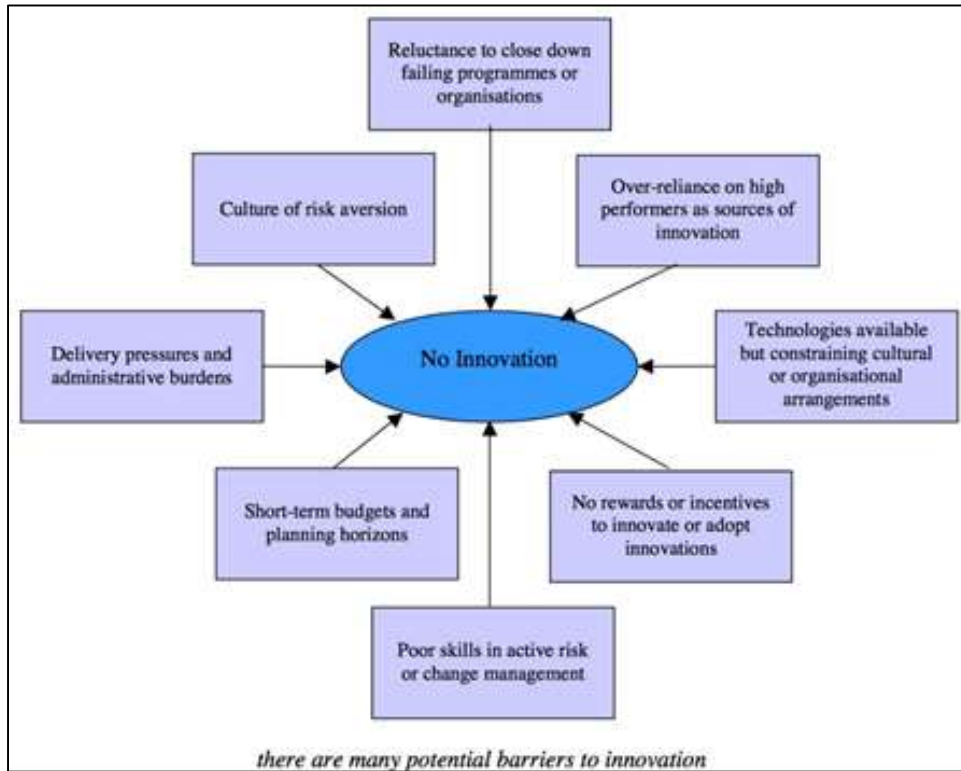 Reluctance to close down
failing programmes or
organisations
Culture of risk aversion
Over-reliance on high
performers as sources of
innovation
Delivery pressures and
administrative burdens
No Innovation
Technologies available
but constraining cultural
or organisational
arrangements
Short-term budgets and
planning horizons
No rewards or incentives
to innovate or adopt
innovations
Poor skills in active risk
or change management
there are many potential barriers to innovation